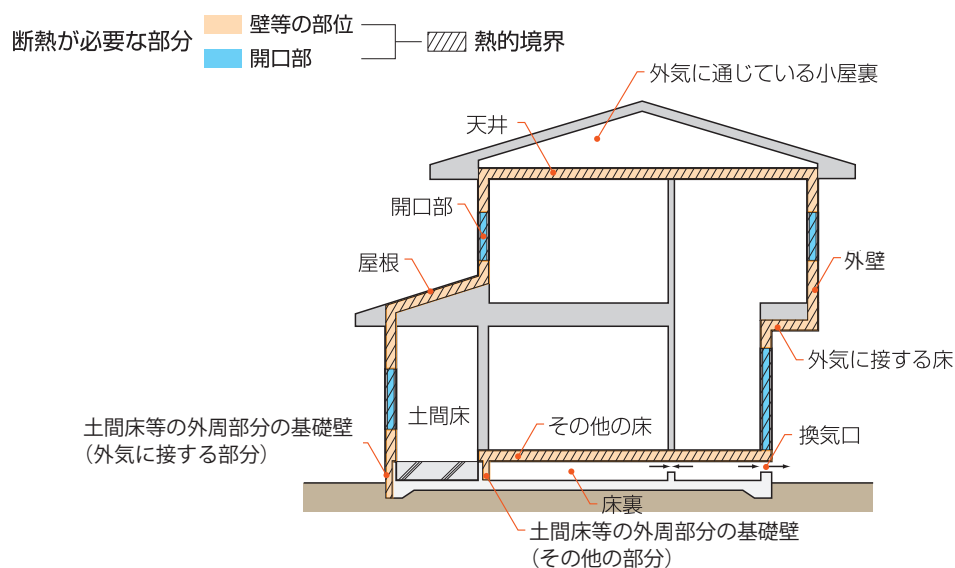 断熱が必要な部分
壁等の部位
開口部
熱的境界
外気に通じている小屋裏
天井
開口部
屋根
外壁
外気に接する床
土間床
土間床等の外周部分の基礎壁
（外気に接する部分）
その他の床
換気口
床裏
土間床等の外周部分の基礎壁
（その他の部分）